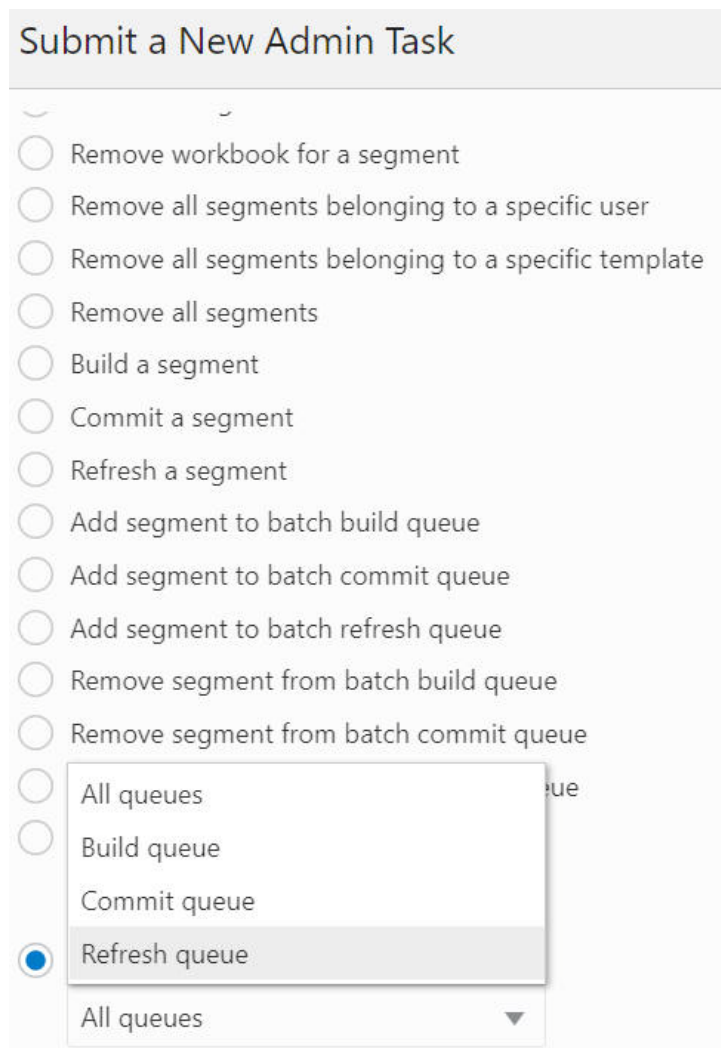 Submit a New Admin Task
Remove workbook for a segment
Remove all segments belonging to a specific user
Remove all segments belonging to a specific template
Remove all segments
Build a segment
Commit a segment
Refresh a segment
Add segment to batch build queue
Add segment to batch commit queue
Add segment to batch refresh queue
Remove segment from batch build queue
Remove segment from batch commit queue
All queues
Build queue
Commit queue
Refresh queue
All queues